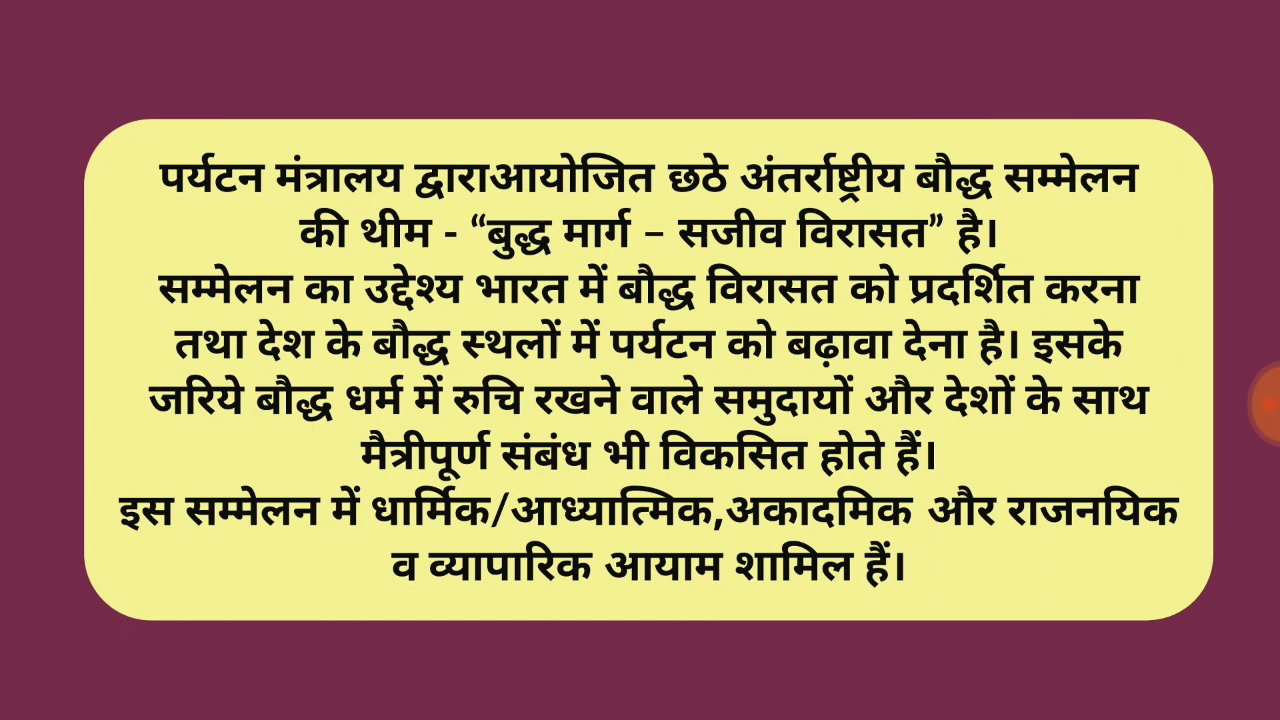 पर्यटन मंत्रालय द्वाराआयोजित छठे अंतर्राष्ट्रीय बौद्ध सम्मेलन
की थीम - “बुद्ध मार्ग – सजीव विरासत” है।
सम्मेलन का उद्देश्य भारत में बौद्ध विरासत को प्रदर्शित करना
तथा देश के बौद्ध स्थलों में पर्यटन को बढ़ावा देना है। इसके
जरिये बौद्ध धर्म में रुचि रखने वाले समुदायों और देशों के साथ
मैत्रीपूर्ण संबंध भी विकसित होते हैं।
इस सम्मेलन में धार्मिक/आध्यात्मिक,अकादमिक और राजनयिक
व व्यापारिक आयाम शामिल हैं।